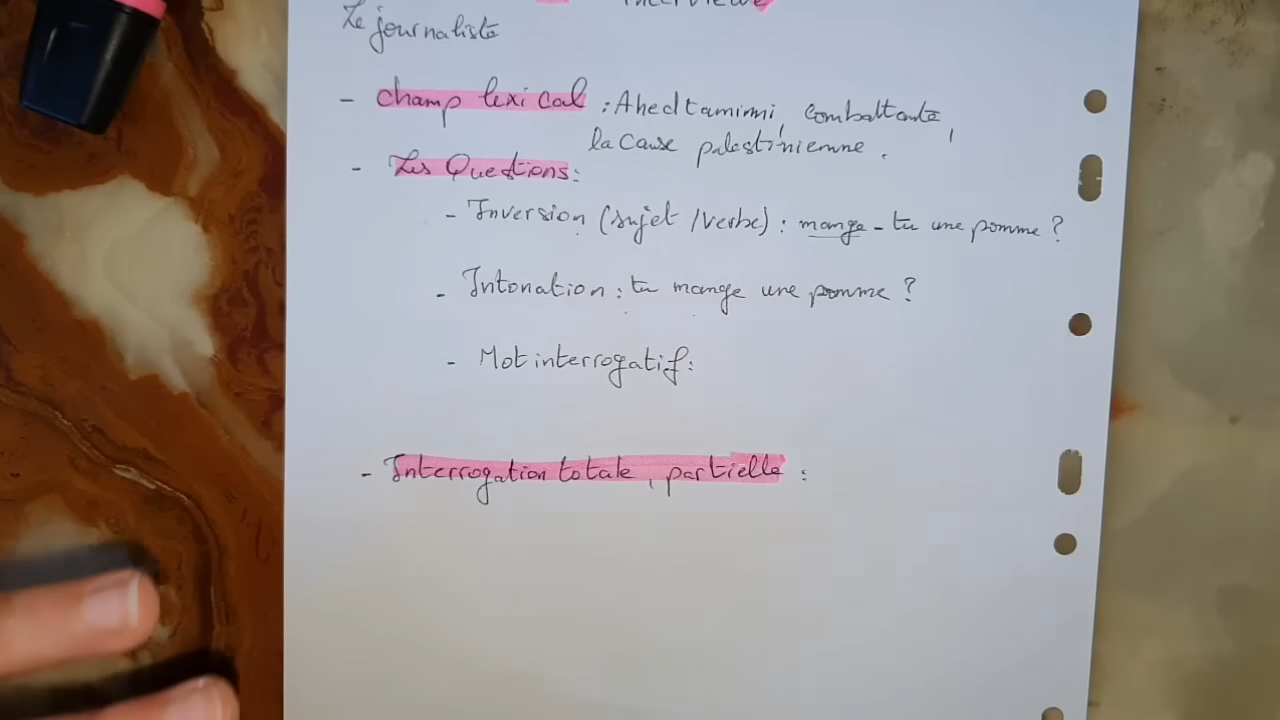 Interviewé
Le journaliste
- champ lexical : Ahed tamimi, combattante,
la cause palestinienne.
- Les Questions :
- Inversion (sujet / verbe) : mange - tu une pomme ?
- Intonation : tu mange une pomme ?
- Mot interrogatif :
- Interrogation totale, partielle :